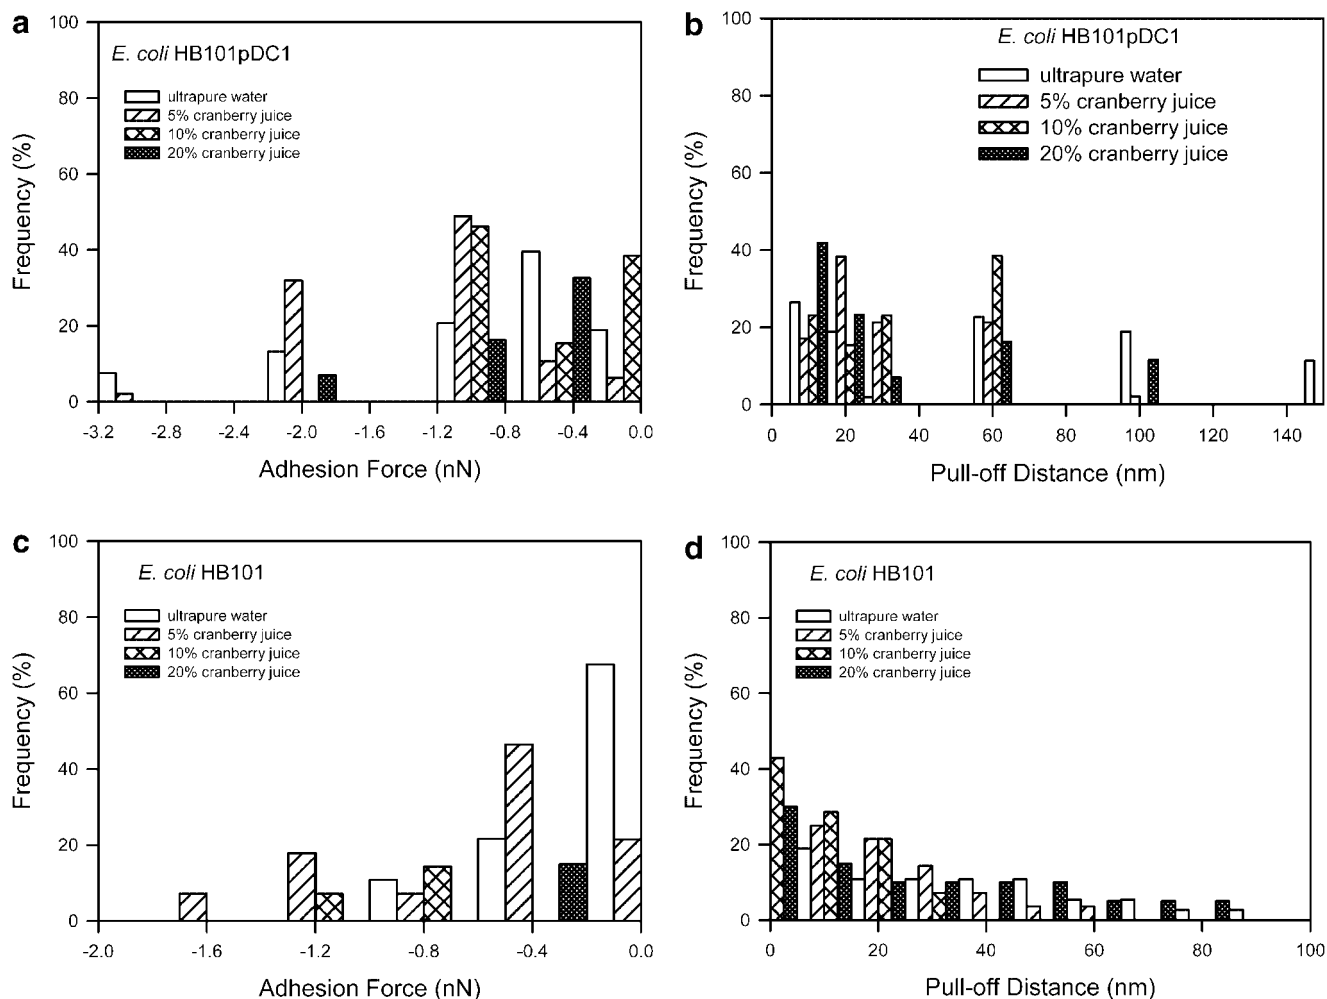 a
E. coli HB101pDC1
ultrapure water
5% cranberry juice
10% cranberry juice
20% cranberry juice
Frequency (%)
100
80
60
40
20
0
-3.2 -2.8 -2.4 -2.0 -1.6 -1.2 -0.8 -0.4 0.0
Adhesion Force (nN)
b
E. coli HB101pDC1
ultrapure water
5% cranberry juice
10% cranberry juice
20% cranberry juice
Frequency (%)
100
80
60
40
20
0
0 20 40 60 80 100 120 140
Pull-off Distance (nm)
c
E. coli HB101
ultrapure water
5% cranberry juice
10% cranberry juice
20% cranberry juice
Frequency (%)
100
80
60
40
20
0
-2.0 -1.6 -1.2 -0.8 -0.4 0.0
Adhesion Force (nN)
d
E. coli HB101
ultrapure water
5% cranberry juice
10% cranberry juice
20% cranberry juice
Frequency (%)
100
80
60
40
20
0
0 20 40 60 80 100
Pull-off Distance (nm)